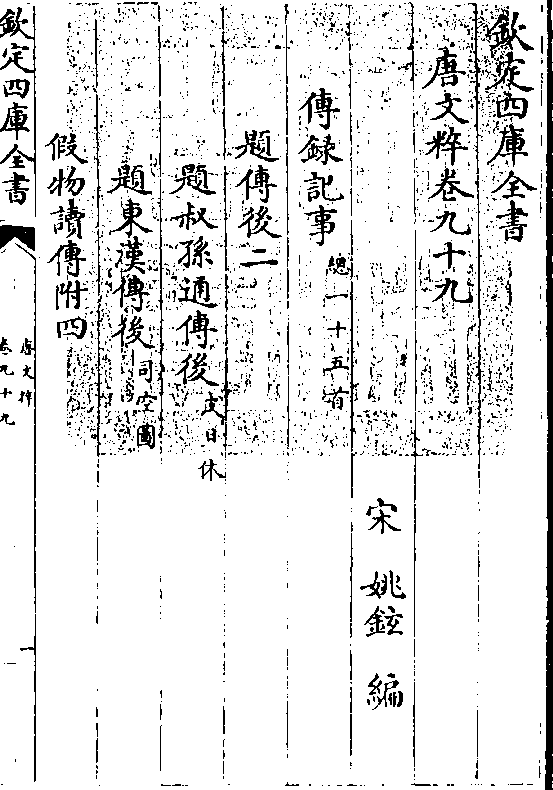 欽定四庫全書
唐文粹卷九十九
宋 姚鉉 編
傳錄記事總一十五首
題傳後二
題叔孫通傳後皮日休
題東漢傳後司空圖
假物讀傳附四
欽定四庫全書
唐文粹
卷九十九
一